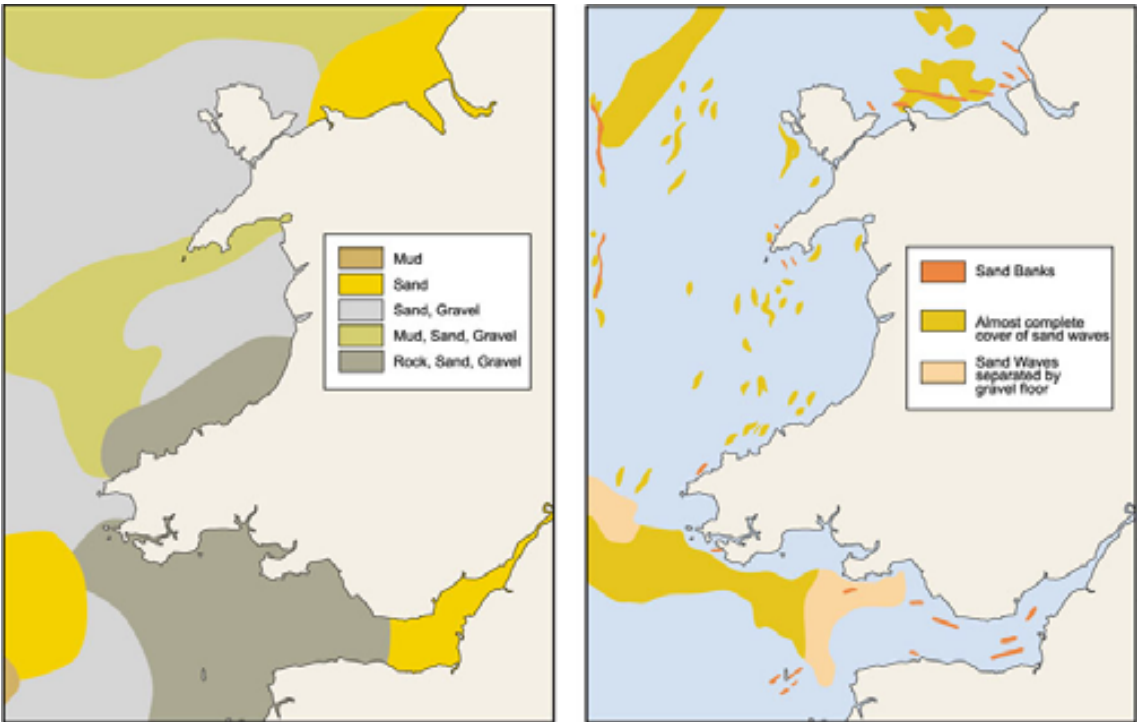 Mud
Sand
Sand, Gravel
Mud, Sand, Gravel
Rock, Sand, Gravel
Sand Banks
Almost complete
cover of sand waves
Sand Waves
separated by
gravel floor